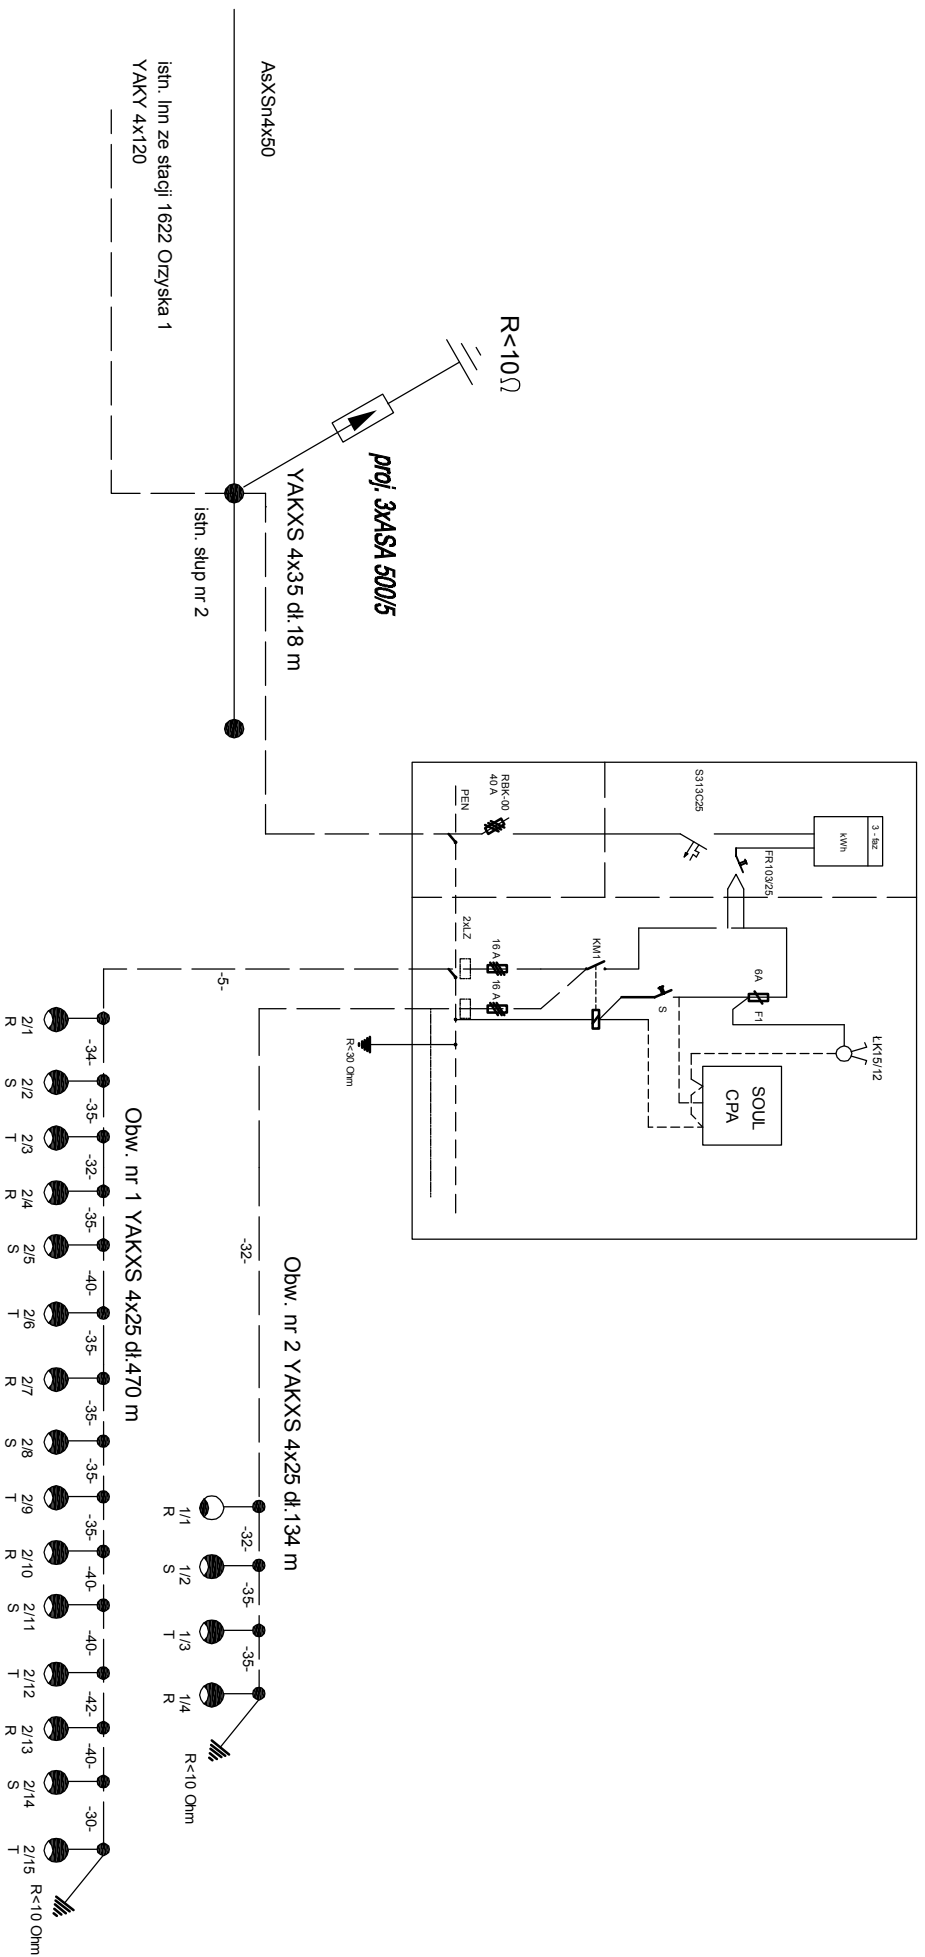 AsXSn4x50
istn. lnn ze stacji 1622 Orzyska 1
YAKY 4x120
R<10Ω
proj. 3xASA 500/5
YAKXS 4x35 dł.18 m
istn. słup nr 2
3 - faz
kWh
S313C25
FR103/25
RBK-00
40 A
PEN
2xLZ
16 A
16 A
KM1
S
6A
F1
ŁK15/12
SOUL
CPA
R<30 Ohm
-5-
-32-
Obw. nr 2 YAKXS 4x25 dł.134 m
1/1
R
-32-
1/2
S
-35-
1/3
T
-35-
1/4
R
R<10 Ohm
Obw. nr 1 YAKXS 4x25 dł.470 m
2/1
R
-34-
2/2
S
-35-
2/3
T
-32-
2/4
R
-35-
2/5
S
-40-
2/6
T
-35-
2/7
R
-35-
2/8
S
-35-
2/9
T
-35-
2/10
R
-40-
2/11
S
-40-
2/12
T
-42-
2/13
R
-40-
2/14
S
-30-
2/15
T
R<10 Ohm